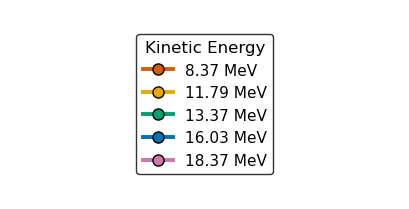 Kinetic Energy
8.37 MeV
11.79 MeV
13.37 MeV
16.03 MeV
18.37 MeV